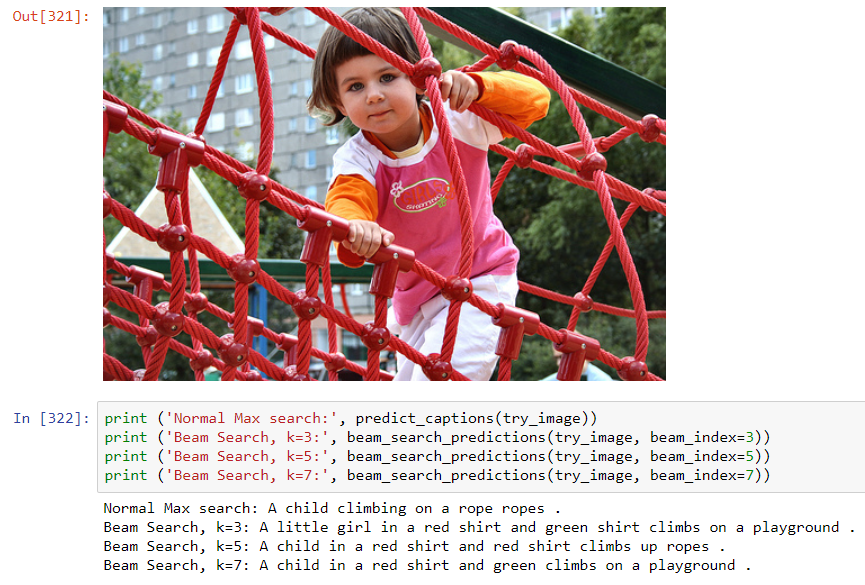 Out[321]:
SKATING
In [322]: print ('Normal Max search:', predict_captions(try_image))
print ('Beam Search, k=3:', beam_search_predictions(try_image, beam_index=3))
print ('Beam Search, k=5:', beam_search_predictions(try_image, beam_index=5))
print ('Beam Search, k=7:', beam_search_predictions(try_image, beam_index=7))
Normal Max search: A child climbing on a rope ropes .
Beam Search, k=3: A little girl in a red shirt and green shirt climbs on a playground .
Beam Search, k=5: A child in a red shirt and red shirt climbs up ropes .
Beam Search, k=7: A child in a red shirt and green climbs on a playground .